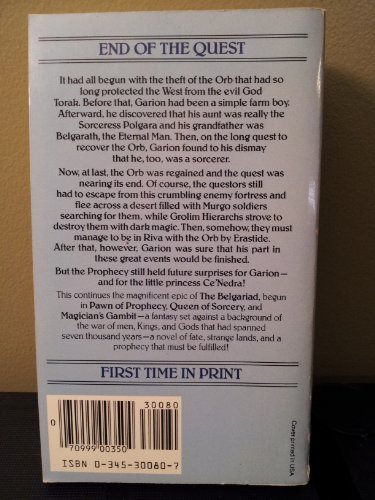 END OF THE QUEST
It had all begun with the theft of the Orb that had so
long protected the West from the evil God
Torak. Before that, Garion had been a simple farm boy.
Afterward, he discovered that his aunt was really the
Sorceress Polgara and his grandfather was
Belgarath, the Eternal Man. Then, on the long quest to
recover the Orb, Garion found to his dismay
that he, too, was a sorcerer.
Now, at last, the Orb was regained and the quest was
nearing its end. Of course, the questors still
had to escape from this crumbling enemy fortress and
flee across a desert filled with Murgo soldiers
searching for them, while Grolim Hierarchs strove to
destroy them with dark magic. Then, somehow, they must
manage to be in Riva with the Orb by Erastide.
After that, however, Garion was sure that his part in
these great events would be finished.
But the Prophecy still held future surprises for Garion—
and for the little princess Ce'Nedra!
This continues the magnificent epic of The Belgariad, begun
in Pawn of Prophecy, Queen of Sorcery, and
Magician's Gambit—a fantasy set against a background of
the war of men, Kings, and Gods that had spanned
seven thousand years—a novel of fate, strange lands, and a
prophecy that must be fulfilled!
FIRST TIME IN PRINT
30080
0
70999 00350
7
ISBN 0-345-30080-7
Cover printed in USA